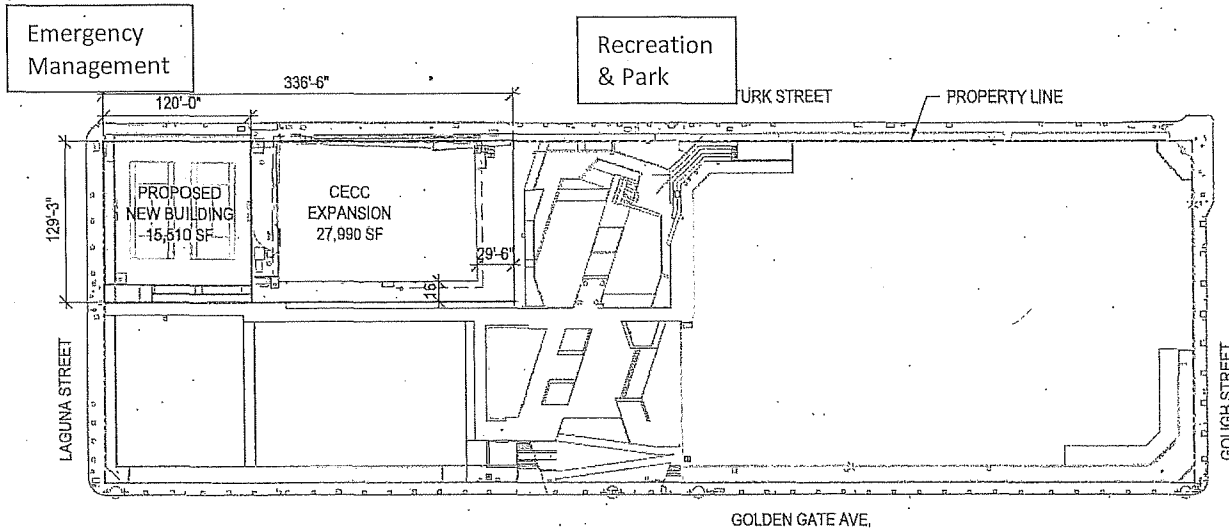 Emergency
Management
Recreation
& Park
336'-6"
120'-0"
TURK STREET
PROPERTY LINE
129'-3"
PROPOSED
NEW BUILDING
15,510 SF
CECC
EXPANSION
27,990 SF
29'-6"
16'
LAGUNA STREET
GOUGH STREET
GOLDEN GATE AVE,